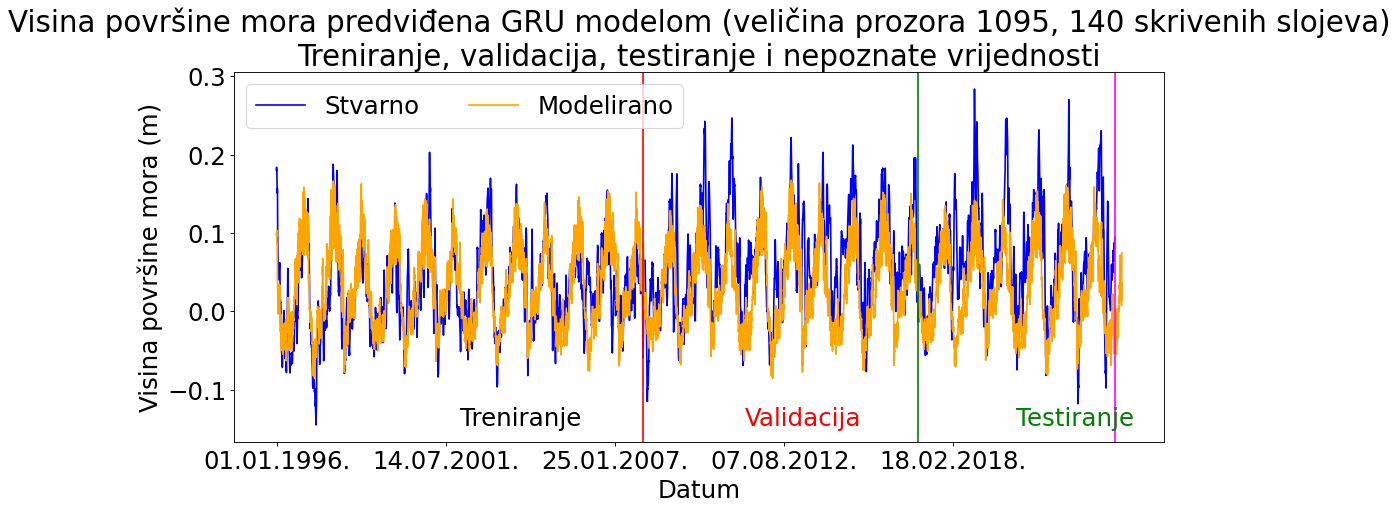 Visina površine mora predviđena GRU modelom (veličina prozora 1095, 140 skrivenih slojeva)
Treniranje, validacija, testiranje i nepoznate vrijednosti
Stvarno
Modelirano
Visina površine mora (m)
0.3
0.2
0.1
0.0
−0.1
Treniranje
Validacija
Testiranje
01.01.1996.
14.07.2001.
25.01.2007.
07.08.2012.
18.02.2018.
Datum